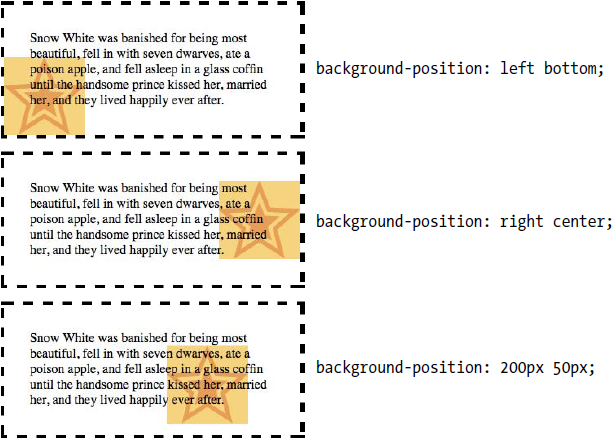 Snow White was banished for being most
beautiful, fell in with seven dwarves, ate a
poison apple, and fell asleep in a glass coffin
until the handsome prince kissed her, married
her, and they lived happily ever after.
background-position: left bottom;
Snow White was banished for being most
beautiful, fell in with seven dwarves, ate a
poison apple, and fell asleep in a glass coffin
until the handsome prince kissed her, married
her, and they lived happily ever after.
background-position: right center;
Snow White was banished for being most
beautiful, fell in with seven dwarves, ate a
poison apple, and fell asleep in a glass coffin
until the handsome prince kissed her, married
her, and they lived happily ever after.
background-position: 200px 50px;